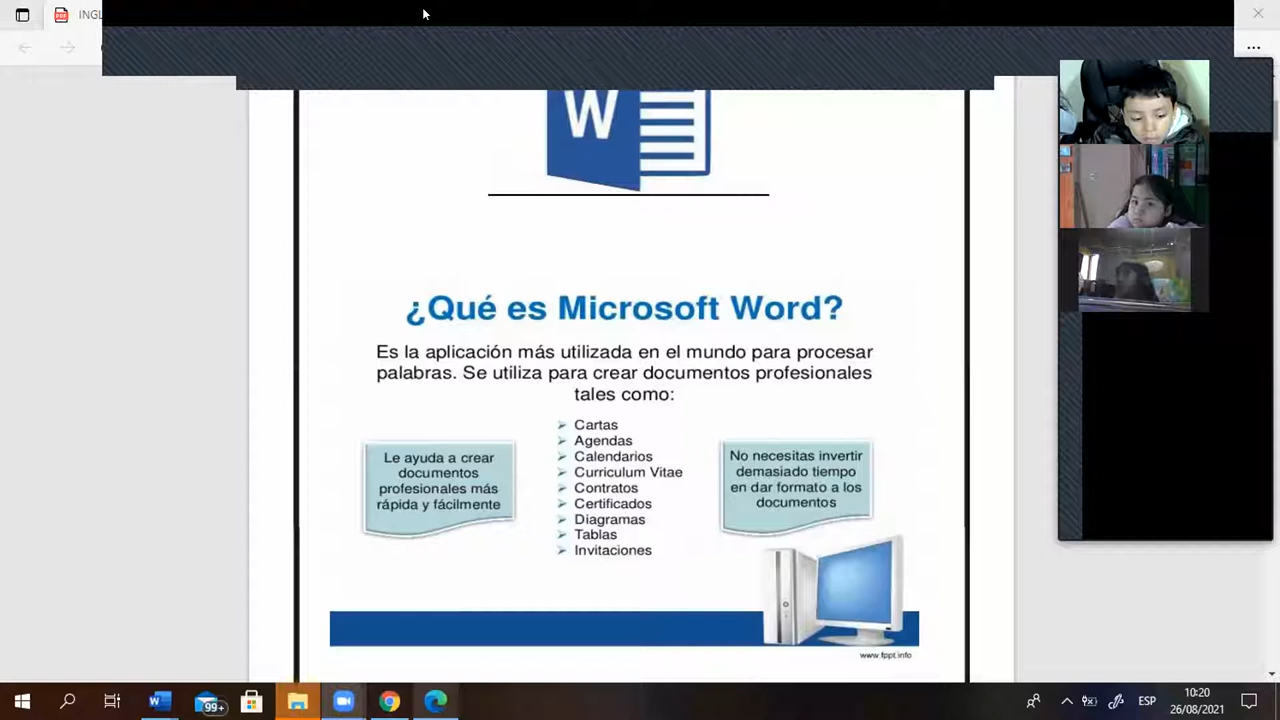 INGL
W
¿Qué es Microsoft Word?
Es la aplicación más utilizada en el mundo para procesar
palabras. Se utiliza para crear documentos profesionales
tales como:
Cartas
Agendas
Calendarios
Curriculum Vitae
Contratos
Certificados
Diagramas
Tablas
Invitaciones
Le ayuda a crear
documentos
profesionales más
rápida y fácilmente
No necesitas invertir
demasiado tiempo
en dar formato a los
documentos
www.fppt.info
99+
ESP
10:20
26/08/2021